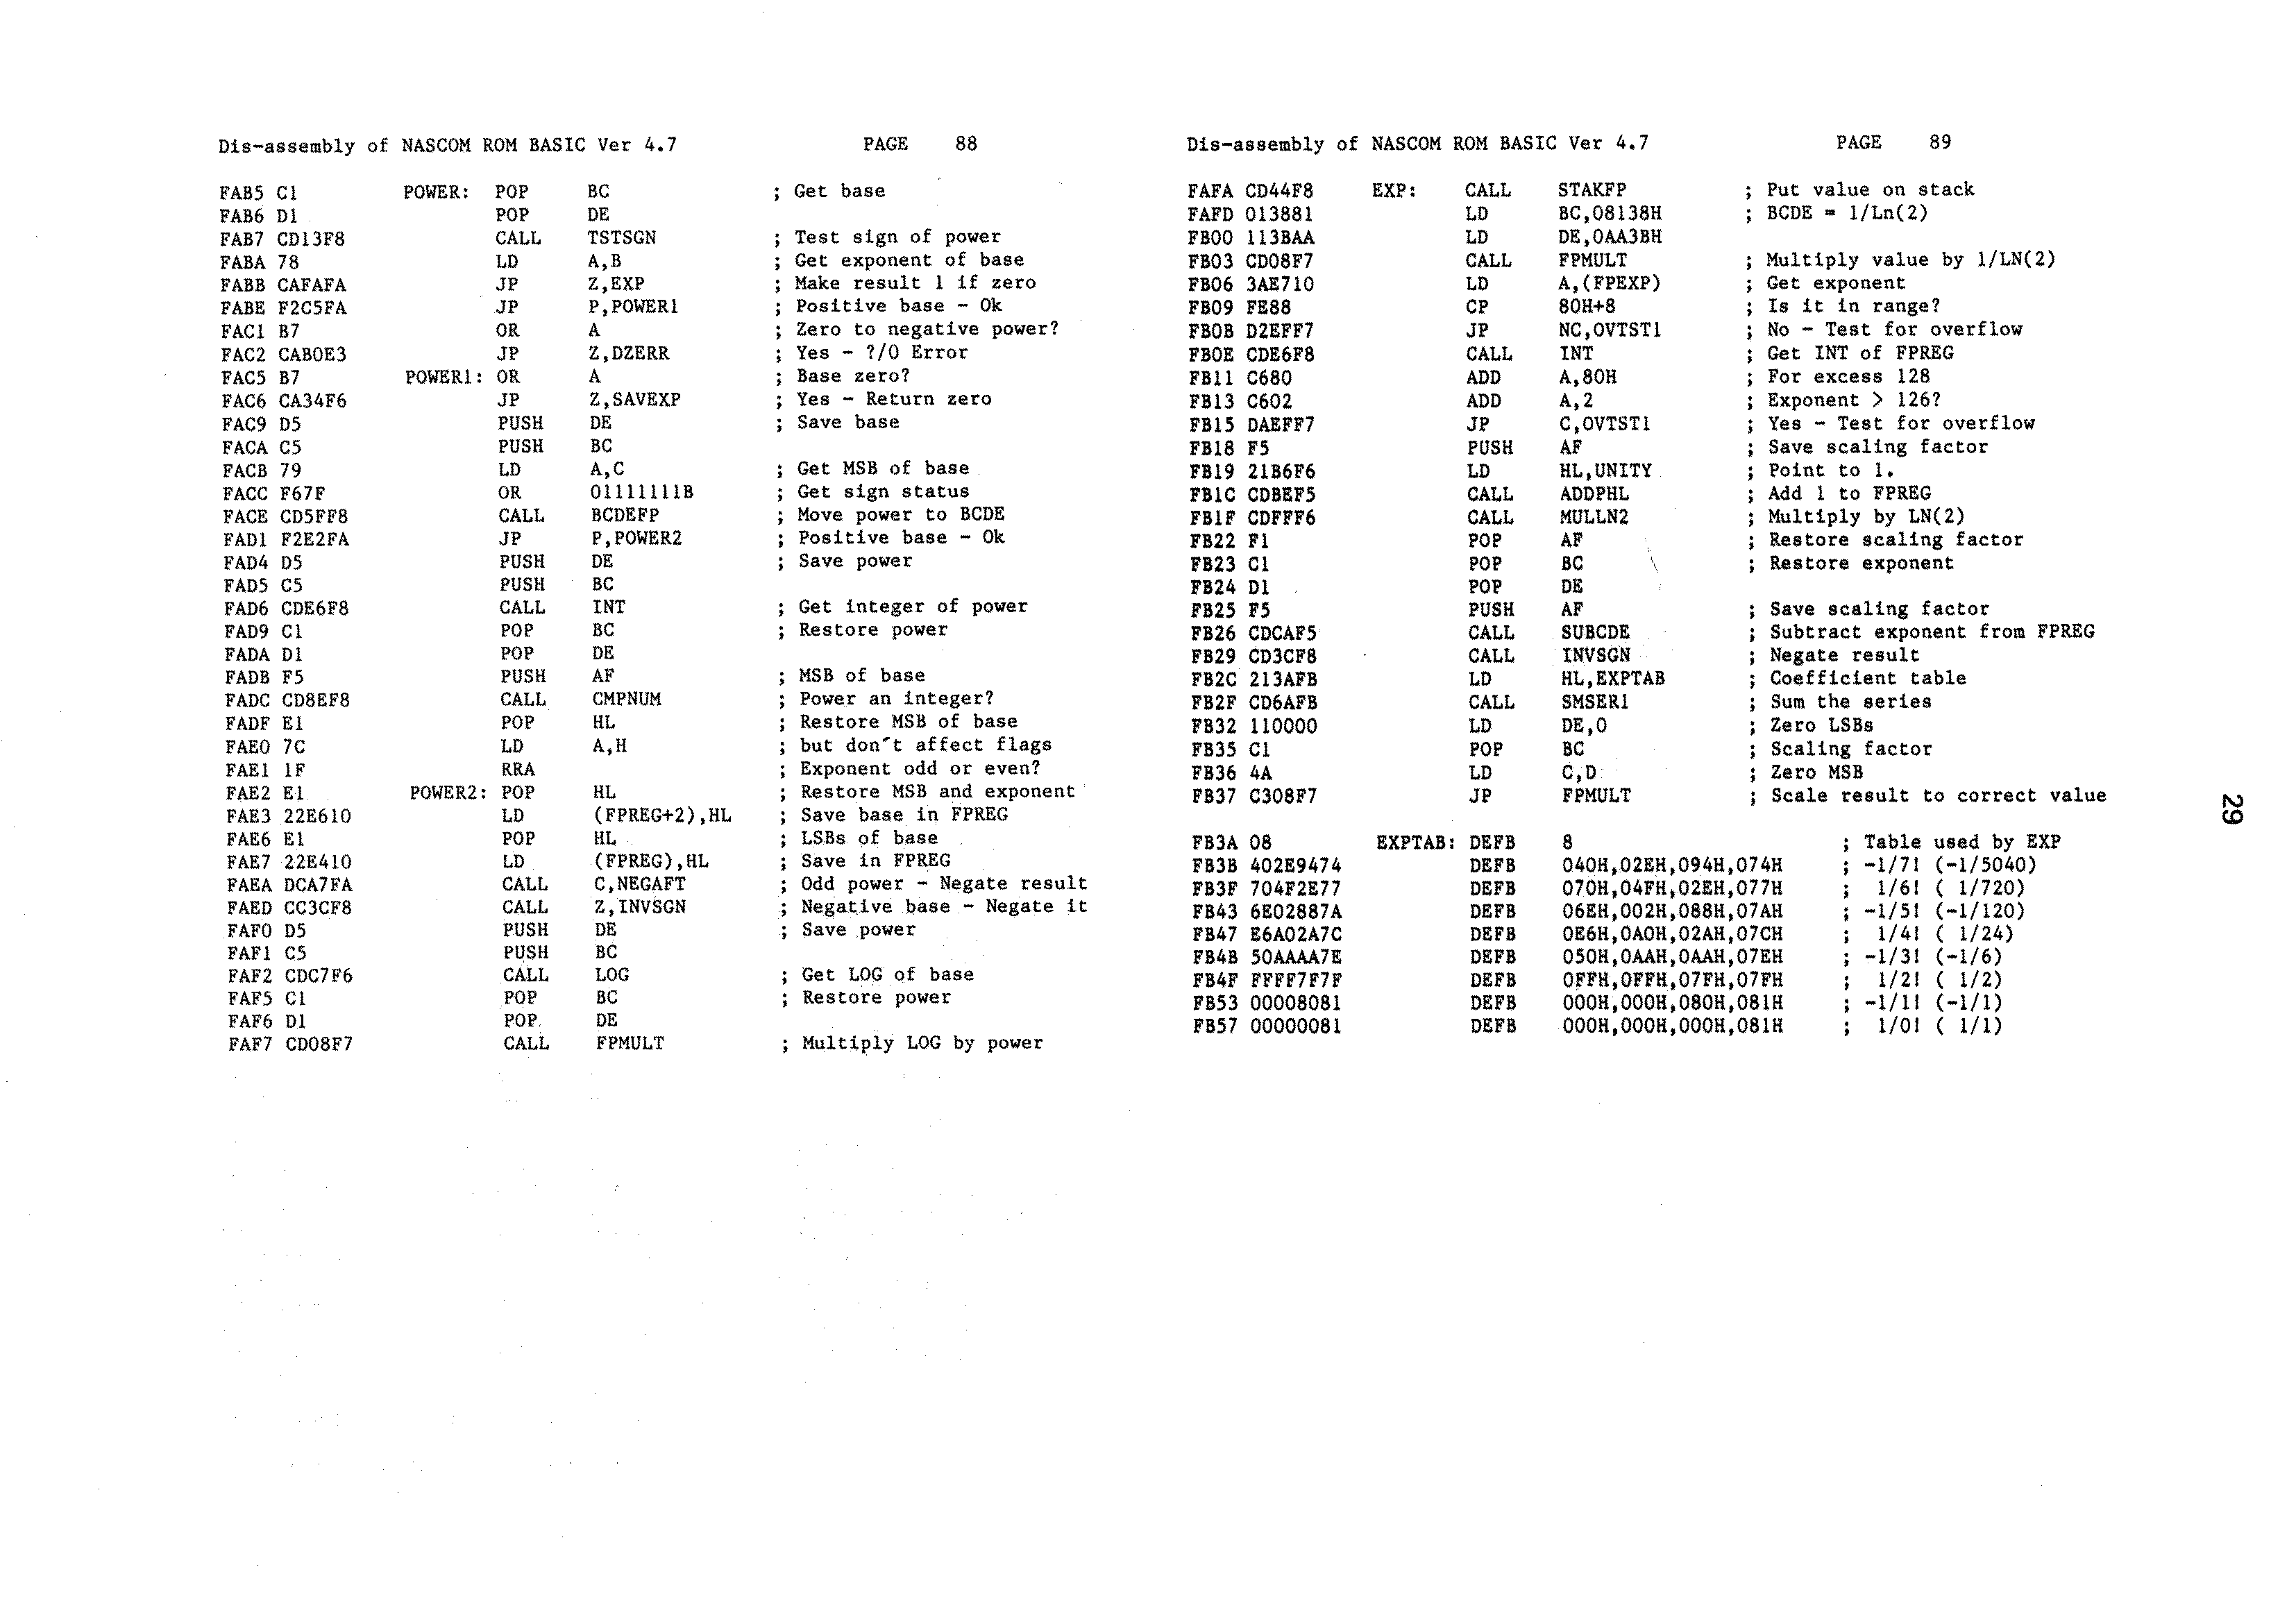 Dis-assembly of NASCOM ROM BASIC Ver 4.7 PAGE 88
FAB5 C1 POWER: POP BC ; Get base
FAB6 D1 POP DE
FAB7 CD13F8 CALL TSTSGN ; Test sign of power
FABA 78 LD A,B ; Get exponent of base
FABB CAFAFA JP Z,EXP ; Make result 1 if zero
FABE F2C5FA JP P,POWER1 ; Positive base - Ok
FAC1 B7 OR A ; Zero to negative power?
FAC2 CAB0E3 JP Z,DZERR ; Yes - ?/0 Error
FAC5 B7 POWER1: OR A ; Base zero?
FAC6 CA34F6 JP Z,SAVEXP ; Yes - Return zero
FAC9 D5 PUSH DE ; Save base
FACA C5 PUSH BC
FACB 79 LD A,C ; Get MSB of base
FACC F67F OR 01111111B ; Get sign status
FACE CD5FF8 CALL BCDEFP ; Move power to BCDE
FAD1 F2E2FA JP P,POWER2 ; Positive base - Ok
FAD4 D5 PUSH DE ; Save power
FAD5 C5 PUSH BC
FAD6 CDE6F8 CALL INT ; Get integer of power
FAD9 C1 POP BC ; Restore power
FADA D1 POP DE
FADB F5 PUSH AF ; MSB of base
FADC CD8EF8 CALL CMPNUM ; Power an integer?
FADF E1 POP HL ; Restore MSB of base
FAE0 7C LD A,H ; but don´t affect flags
FAE1 1F RRA ; Exponent odd or even?
FAE2 E1 POWER2: POP HL ; Restore MSB and exponent
FAE3 22E610 LD (FPREG+2),HL ; Save base in FPREG
FAE6 E1 POP HL ; LSBs of base
FAE7 22E410 LD (FPREG),HL ; Save in FPREG
FAEA DCA7FA CALL C,NEGAFT ; Odd power - Negate result
FAED CC3CF8 CALL Z,INVSGN ; Negative base - Negate it
FAF0 D5 PUSH DE ; Save power
FAF1 C5 PUSH BC
FAF2 CDC7F6 CALL LOG ; Get LOG of base
FAF5 C1 POP BC ; Restore power
FAF6 D1 POP DE
FAF7 CD08F7 CALL FPMULT ; Multiply LOG by power
Dis-assembly of NASCOM ROM BASIC Ver 4.7 PAGE 89
FAFA CD44F8 EXP: CALL STAKFP ; Put value on stack
FAFD 013881 LD BC,08138H ; BCDE = 1/Ln(2)
FB00 113BAA LD DE,0AA3BH
FB03 CD08F7 CALL FPMULT ; Multiply value by 1/LN(2)
FB06 3AE710 LD A,(FPEXP) ; Get exponent
FB09 FE88 CP 80H+8 ; Is it in range?
FB0B D2EFF7 JP NC,OVTST1 ; No - Test for overflow
FB0E CDE6F8 CALL INT ; Get INT of FPREG
FB11 C680 ADD A,80H ; For excess 128
FB13 C602 ADD A,2 ; Exponent > 126?
FB15 DAEFF7 JP C,OVTST1 ; Yes - Test for overflow
FB18 F5 PUSH AF ; Save scaling factor
FB19 21B6F6 LD HL,UNITY ; Point to 1.
FB1C CDBEF5 CALL ADDPHL ; Add 1 to FPREG
FB1F CDFFF6 CALL MULLN2 ; Multiply by LN(2)
FB22 F1 POP AF ; Restore scaling factor
FB23 C1 POP BC ; Restore exponent
FB24 D1 POP DE
FB25 F5 PUSH AF ; Save scaling factor
FB26 CDCAF5 CALL SUBCDE ; Subtract exponent from FPREG
FB29 CD3CF8 CALL INVSGN ; Negate result
FB2C 213AFB LD HL,EXPTAB ; Coefficient table
FB2F CD6AFB CALL SMSER1 ; Sum the series
FB32 110000 LD DE,0 ; Zero LSBs
FB35 C1 POP BC ; Scaling factor
FB36 4A LD C,D ; Zero MSB
FB37 C308F7 JP FPMULT ; Scale result to correct value
FB3A 08 EXPTAB: DEFB 8 ; Table used by EXP
FB3B 402E9474 DEFB 040H,02EH,094H,074H ; -1/7! (-1/5040)
FB3F 704F2E77 DEFB 070H,04FH,02EH,077H ; 1/6! ( 1/720)
FB43 6E02887A DEFB 06EH,002H,088H,07AH ; -1/5! (-1/120)
FB47 E6A02A7C DEFB 0E6H,0A0H,02AH,07CH ; 1/4! ( 1/24)
FB4B 50AAAA7E DEFB 050H,0AAH,0AAH,07EH ; -1/3! (-1/6)
FB4F FFFF7F7F DEFB 0FFH,0FFH,07FH,07FH ; 1/2! ( 1/2)
FB53 00008081 DEFB 000H,000H,080H,081H ; -1/1! (-1/1)
FB57 00000081 DEFB 000H,000H,000H,081H ; 1/0! ( 1/1)
29